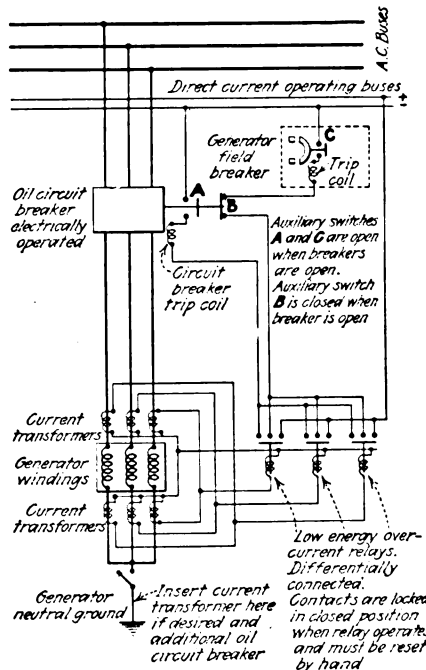 A.C. Buses
Direct current operating buses
+
-
Generator
field
breaker
C
Trip
coil
Oil circuit
breaker
electrically
operated
A
B
Circuit
breaker
trip coil
Auxiliary switches
A and C are open
when breakers
are open.
Auxiliary switch
B is closed when
breaker is open
Current
transformers
Generator
windings
Current
transformers
Generator
neutral ground
Insert current
transformer here
if desired and
additional oil
circuit breaker
Low energy over-
current relays.
Differentially
connected.
Contacts are locked
in closed position
when relay operates
and must be reset
by hand